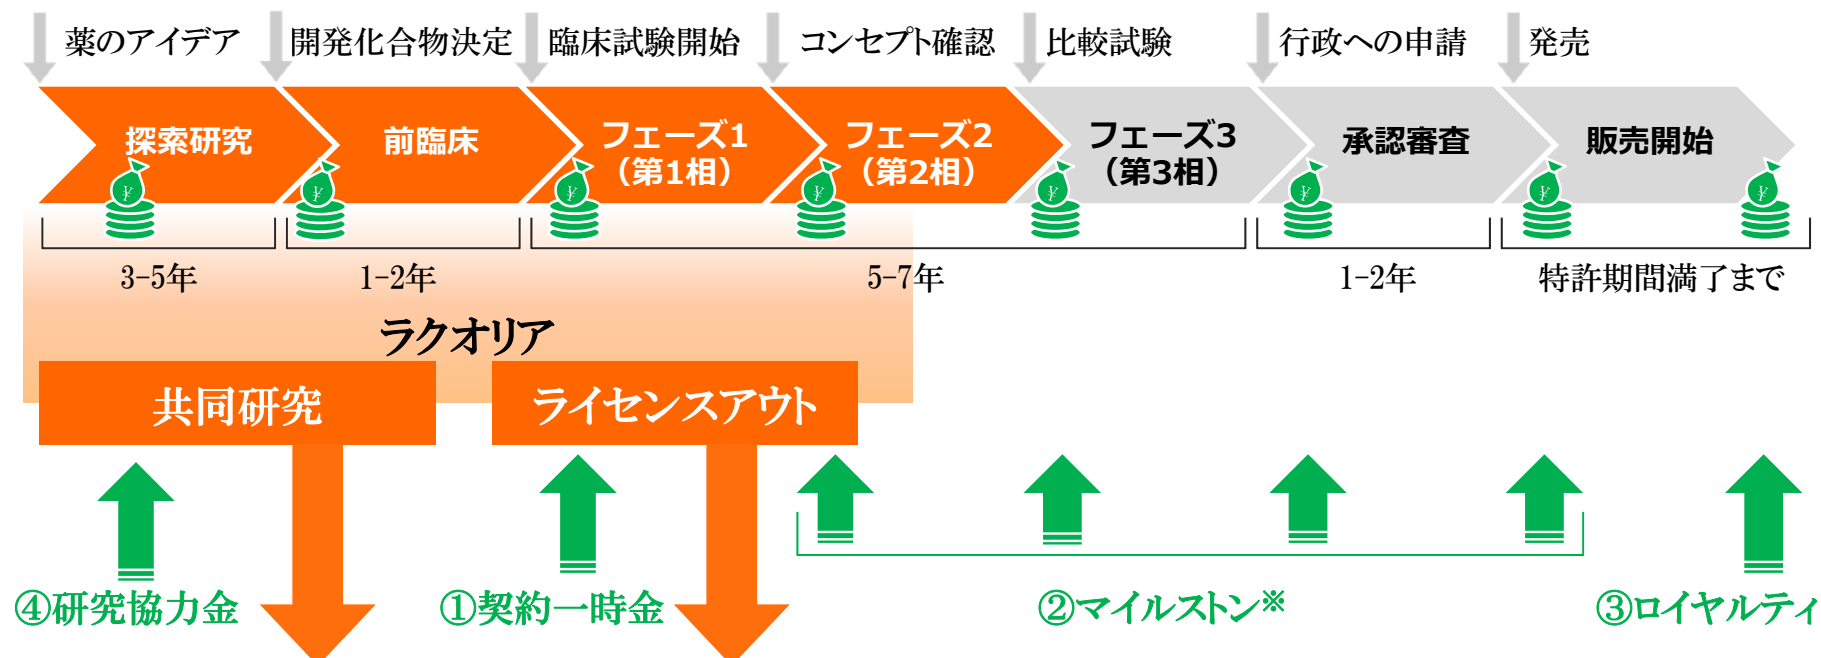 薬のアイデア
開発化合物決定
臨床試験開始
コンセプト確認
比較試験
行政への申請
発売
探索研究
前臨床
フェーズ1
(第1相)
フェーズ2
(第2相)
フェーズ3
(第3相)
承認審査
販売開始
¥
¥
¥
¥
¥
¥
¥
¥
3-5年
1-2年
5-7年
1-2年
特許期間満了まで
ラクオリア
共同研究
ライセンスアウト
④研究協力金
①契約一時金
②マイルストン※
③ロイヤルティ